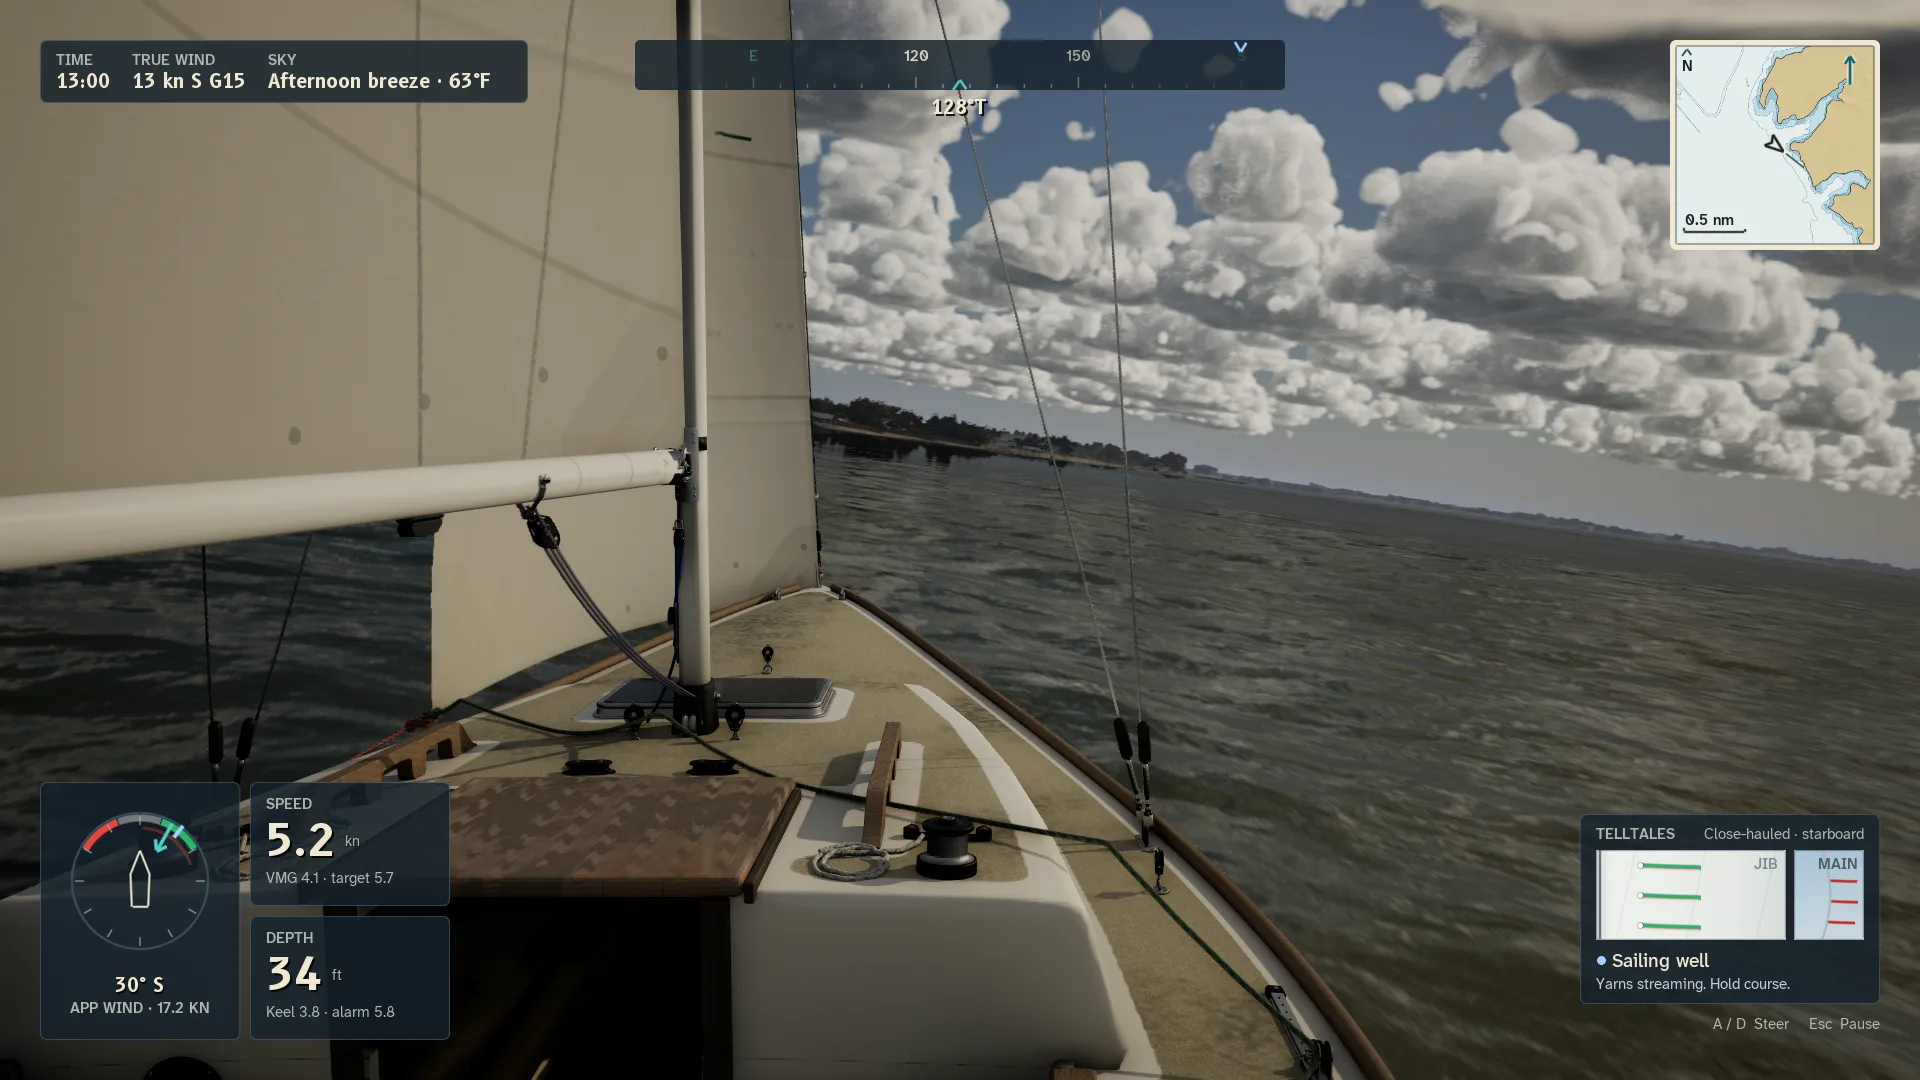 TIME TRUE WIND SKY
13:00 13 kn S G15 Afternoon breeze · 63°F
E 120 150 S
128°T
N
0.5 nm
SPEED
5.2 kn
VMG 4.1 · target 5.7
DEPTH
34 ft
Keel 3.8 · alarm 5.8
30° S
APP WIND · 17.2 KN
TELLTALES Close-hauled · starboard
JIB MAIN
Sailing well
Yarns streaming. Hold course.
A / D Steer Esc Pause